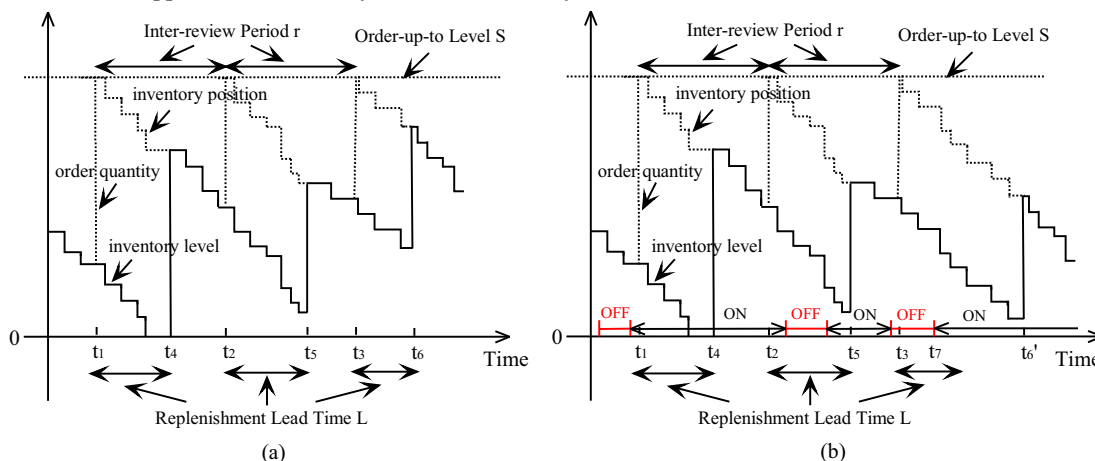 Inter-review Period r
Order-up-to Level S
inventory position
order quantity
inventory level
0
t1 t4 t2 t5 t3 t6
Time
Replenishment Lead Time L
(a)
Inter-review Period r
Order-up-to Level S
inventory position
order quantity
inventory level
OFF ON OFF ON OFF ON
0
t1 t4 t2 t5 t3 t7 t6'
Time
Replenishment Lead Time L
(b)